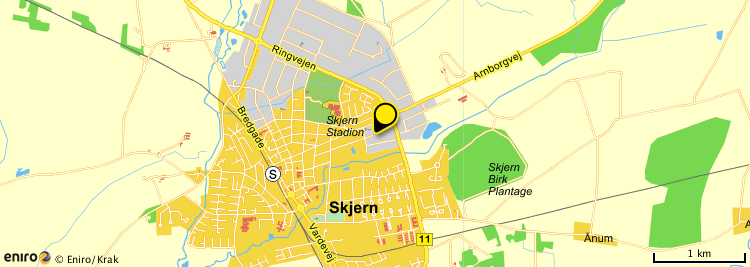 Ringvejen
Arnborgvej
Bredgade
Skjern
Stadion
Skjern
Birk
Plantage
S
Skjern
Vardevej
11
Ånum
1 km
eniro
© Eniro/Krak